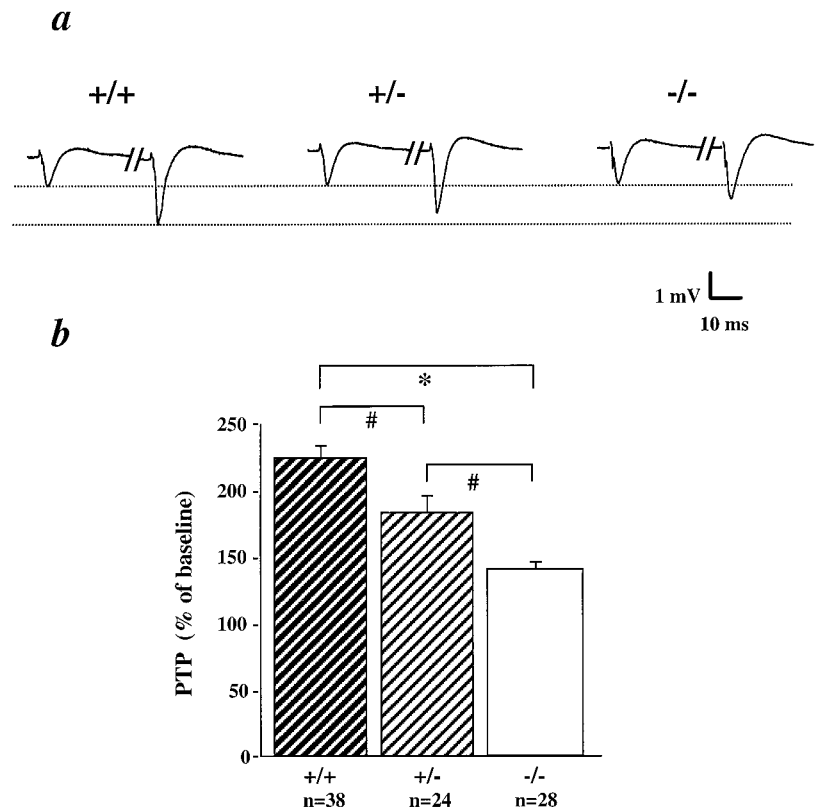 a
+/+ +/- -/-
1 mV
10 ms
b
*
#
#
PTP (% of baseline)
250
200
150
100
50
0
+/+ +/- -/-
n=38 n=24 n=28